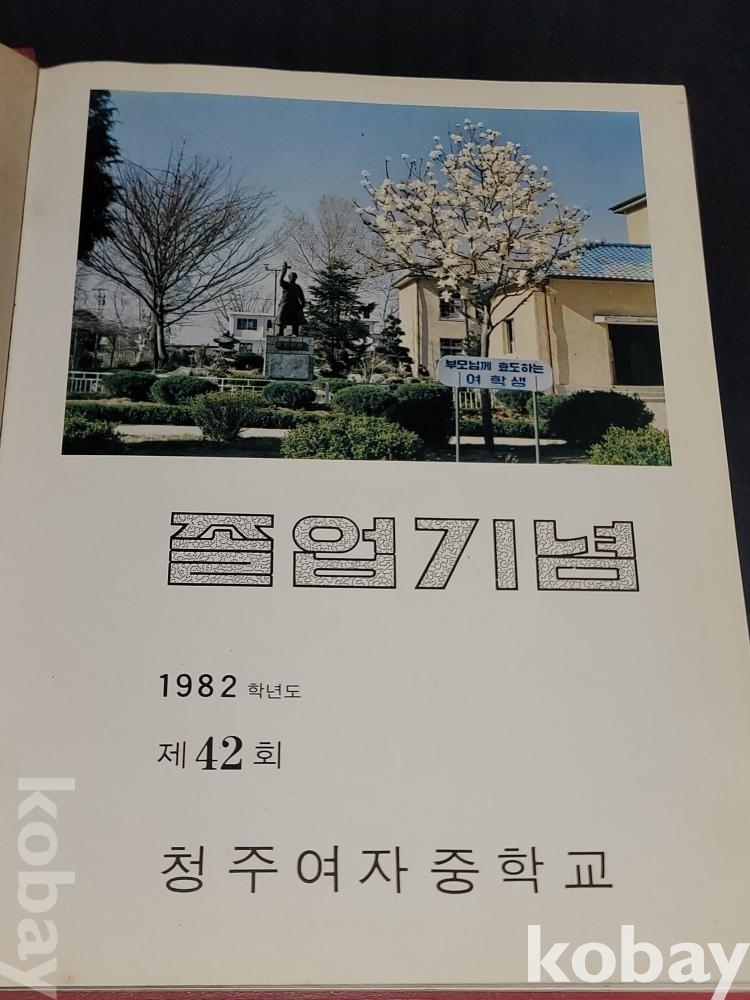 부모님께 효도하는
여학생
졸업기념
1982 학년도
제 42 회
청주여자중학교
kobay
kobay